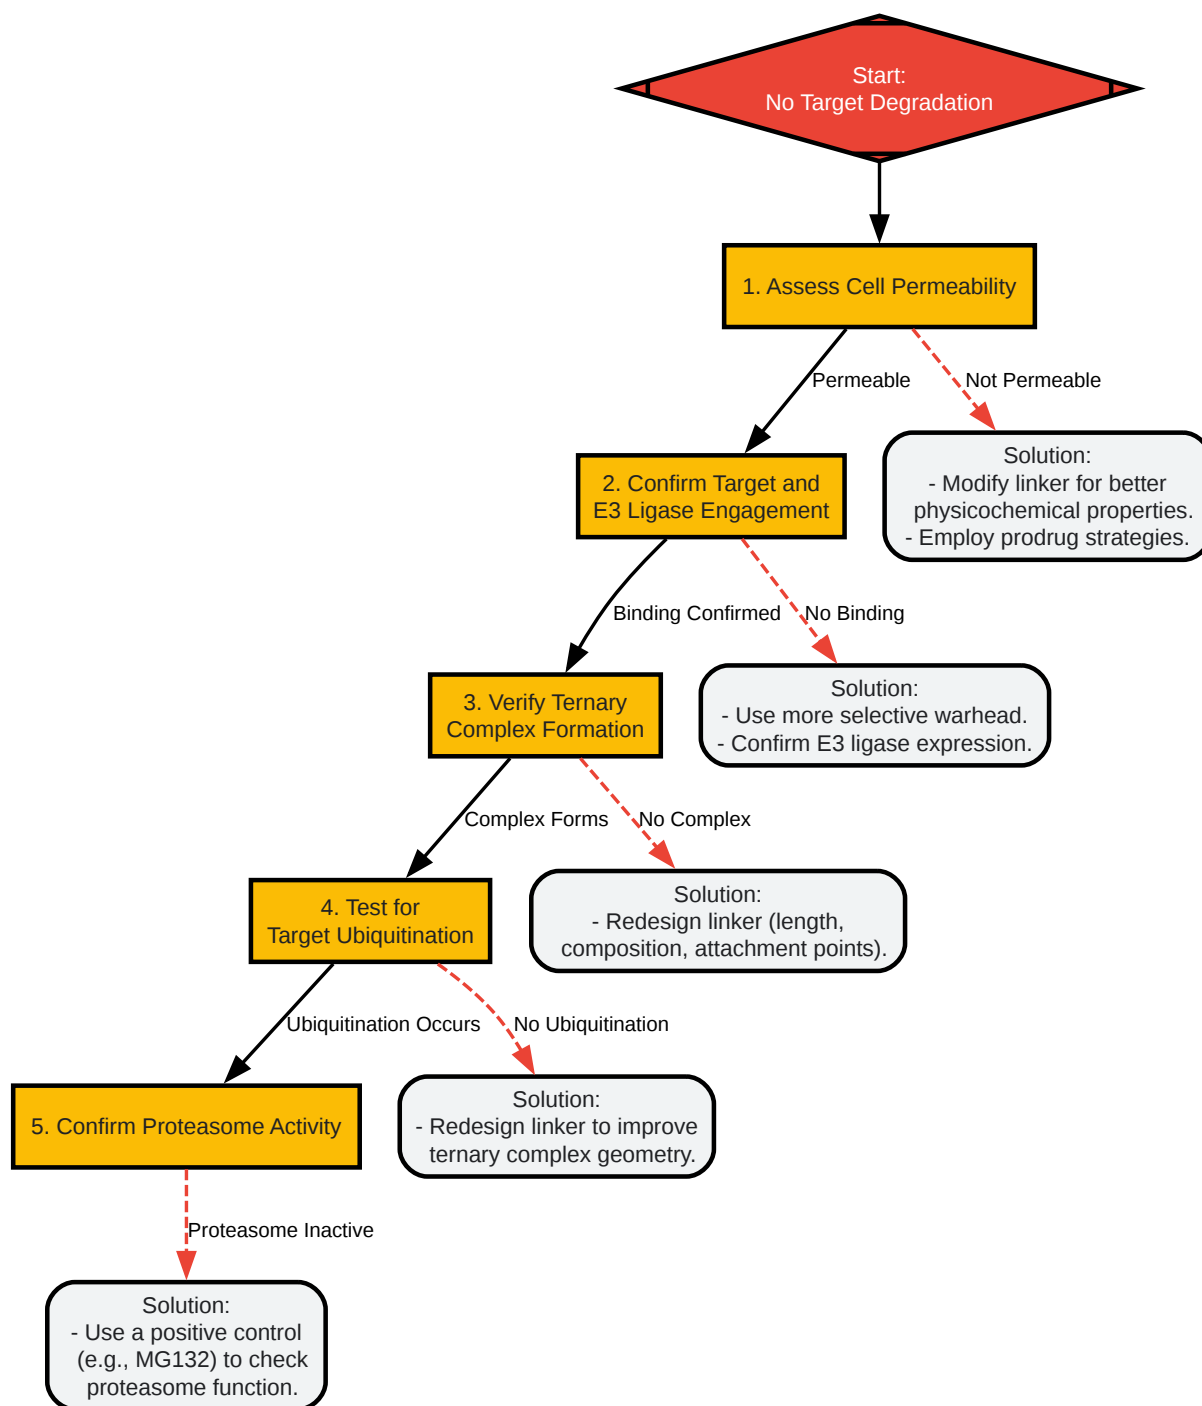 Start:
No Target Degradation
1. Assess Cell Permeability
Permeable
Not Permeable
Solution:
- Modify linker for better
physicochemical properties.
- Employ prodrug strategies.
2. Confirm Target and
E3 Ligase Engagement
Binding Confirmed
No Binding
Solution:
- Use more selective warhead.
- Confirm E3 ligase expression.
3. Verify Ternary
Complex Formation
Complex Forms
No Complex
Solution:
- Redesign linker (length,
composition, attachment points).
4. Test for
Target Ubiquitination
Ubiquitination Occurs
No Ubiquitination
Solution:
- Redesign linker to improve
ternary complex geometry.
5. Confirm Proteasome Activity
Proteasome Inactive
Solution:
- Use a positive control
(e.g., MG132) to check
proteasome function.